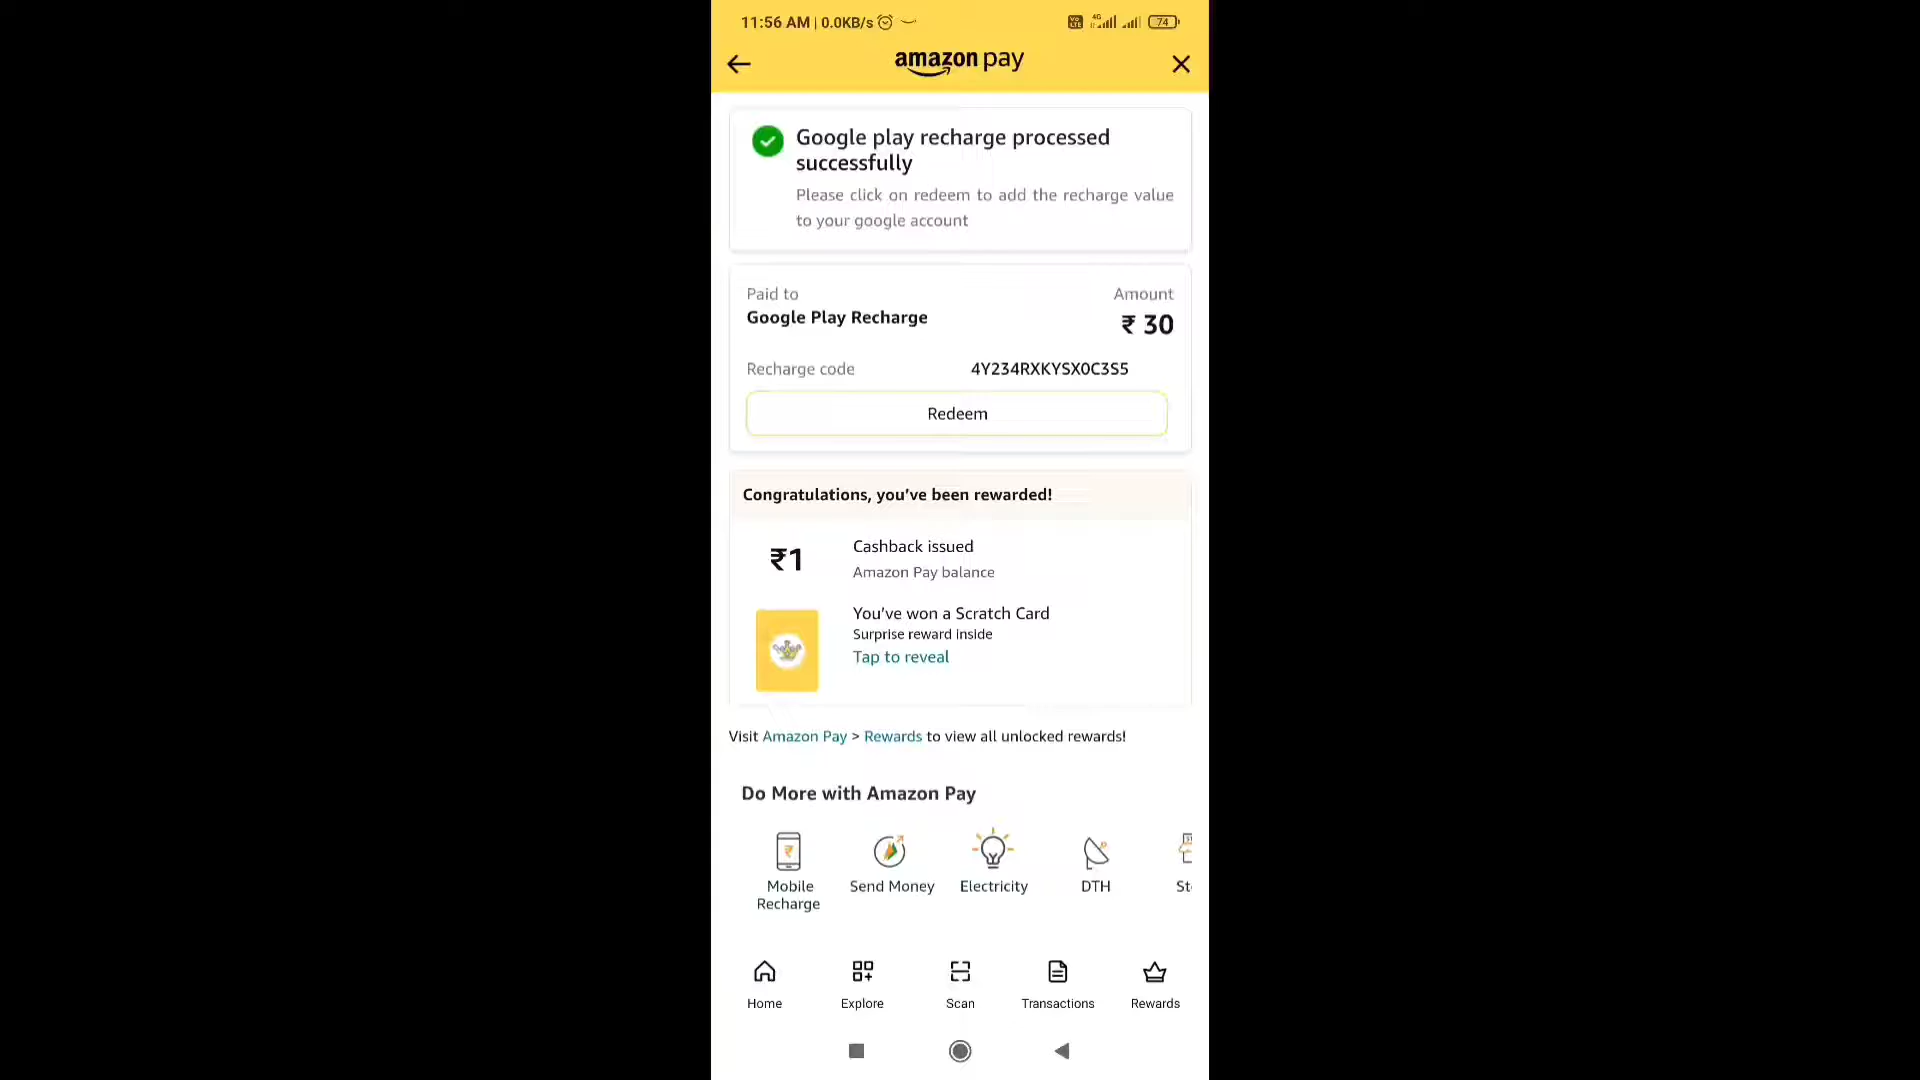 11:56 AM | 0.0KB/s
Vo LTE 4G 74
amazon pay
Google play recharge processed
successfully
Please click on redeem to add the recharge value
to your google account
Paid to
Amount
Google Play Recharge
₹ 30
Recharge code
4Y234RXKYSX0C3S5
Redeem
Congratulations, you've been rewarded!
₹1
Cashback issued
Amazon Pay balance
You've won a Scratch Card
Surprise reward inside
Tap to reveal
Visit Amazon Pay > Rewards to view all unlocked rewards!
Do More with Amazon Pay
Mobile
Recharge
Send Money
Electricity
DTH
St
Home
Explore
Scan
Transactions
Rewards